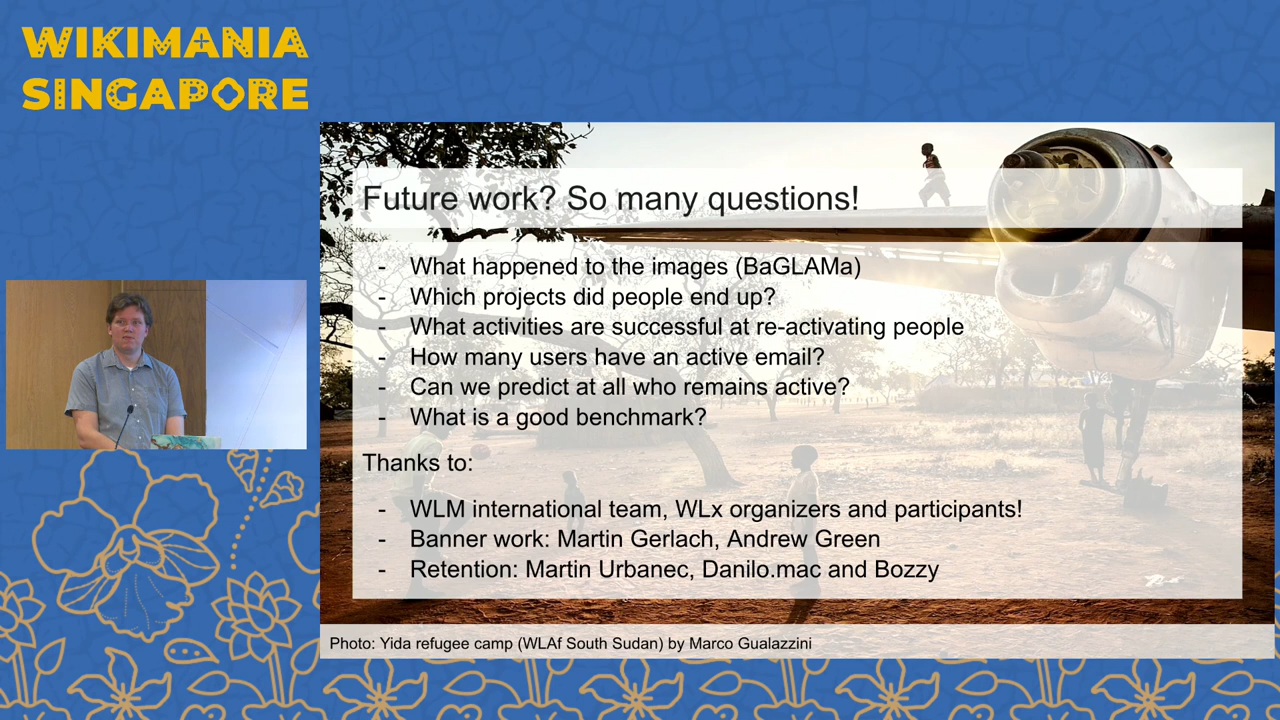 WIKIMANIA
SINGAPORE
Future work? So many questions!
- What happened to the images (BaGLAMa)
- Which projects did people end up?
- What activities are successful at re-activating people
- How many users have an active email?
- Can we predict at all who remains active?
- What is a good benchmark?
Thanks to:
- WLM international team, WLx organizers and participants!
- Banner work: Martin Gerlach, Andrew Green
- Retention: Martin Urbanec, Danilo.mac and Bozzy
Photo: Yida refugee camp (WLAf South Sudan) by Marco Gualazzini